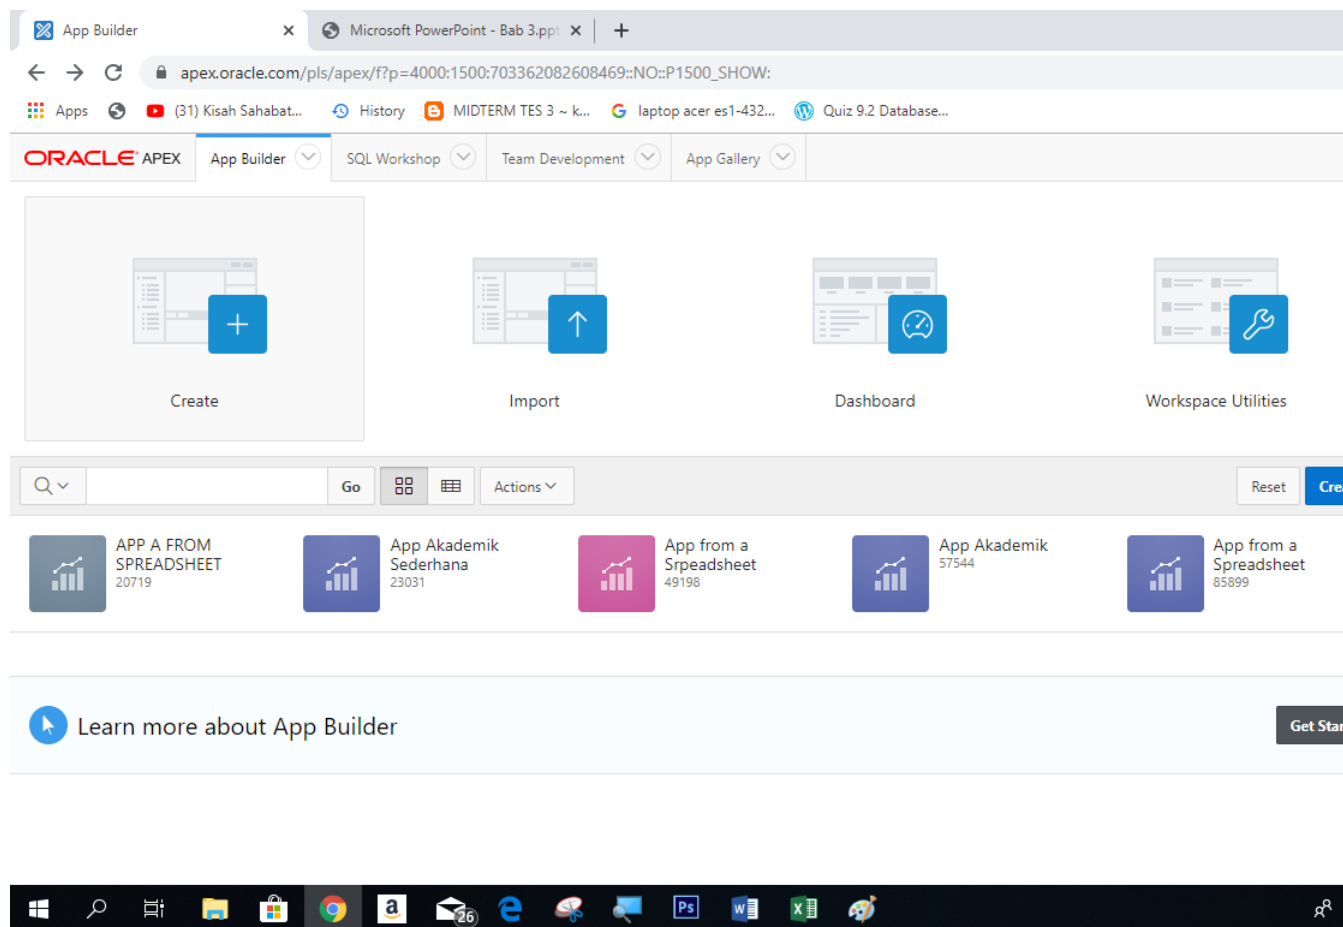 App Builder
Microsoft PowerPoint - Bab 3.ppt
apex.oracle.com/pls/apex/f?p=4000:1500:703362082608469::NO::P1500_SHOW:
Apps (31) Kisah Sahabat... History MIDTERM TES 3 ~ k... laptop acer es1-432... Quiz 9.2 Database...
ORACLE APEX App Builder SQL Workshop Team Development App Gallery
Create Import Dashboard Workspace Utilities
Go Actions Reset Crea
APP A FROM
SPREADSHEET
20719
App Akademik
Sederhana
23031
App from a
Srpeadsheet
49198
App Akademik
57544
App from a
Spreadsheet
85899
Learn more about App Builder
Get Star
a 26 Ps